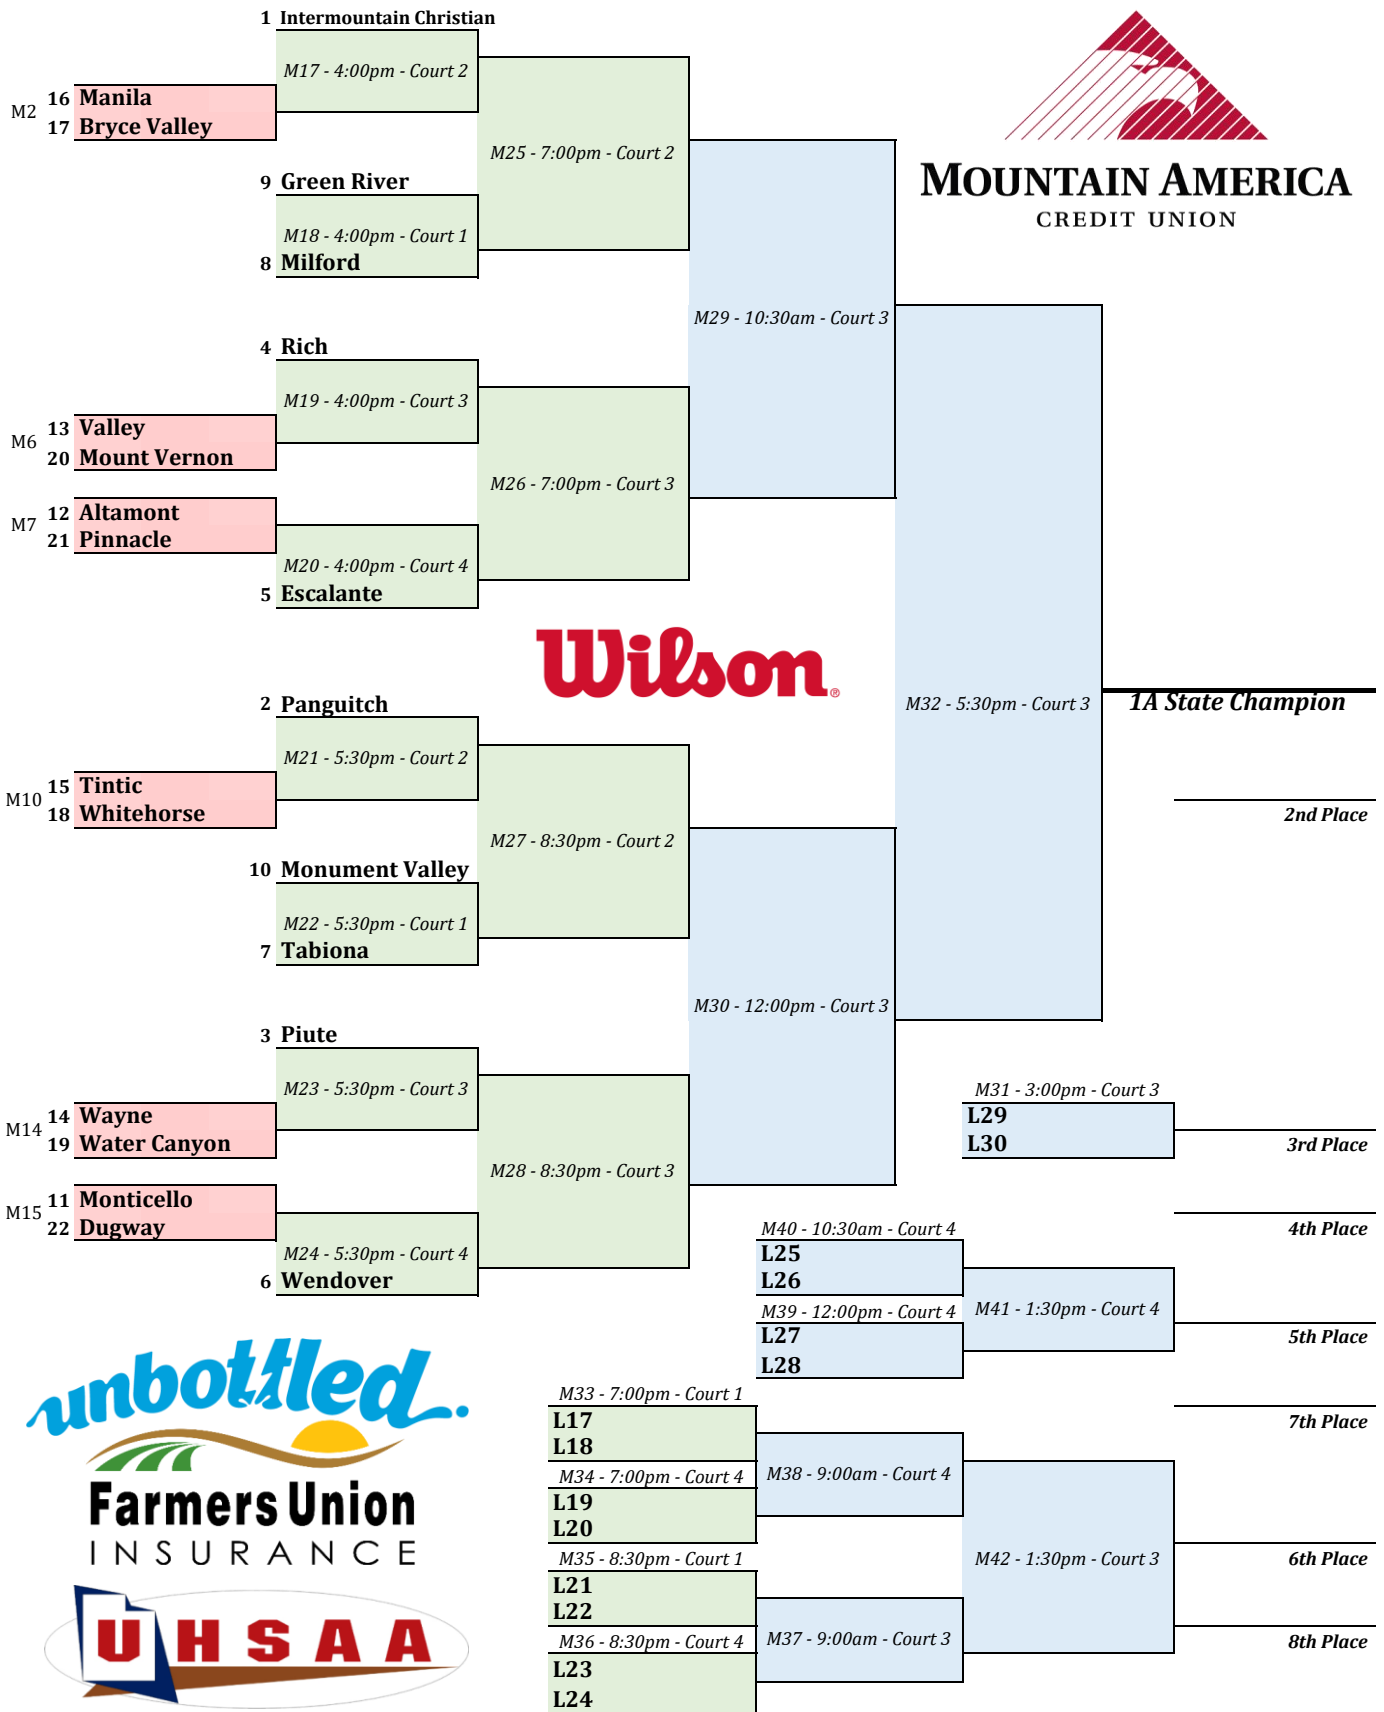 1 Intermountain Christian
M17 - 4:00pm - Court 2
M2
16 Manila
17 Bryce Valley
M25 - 7:00pm - Court 2
9 Green River
M18 - 4:00pm - Court 1
8 Milford
MOUNTAIN AMERICA
CREDIT UNION
M29 - 10:30am - Court 3
4 Rich
M19 - 4:00pm - Court 3
M6
13 Valley
20 Mount Vernon
M26 - 7:00pm - Court 3
M7
12 Altamont
21 Pinnacle
M20 - 4:00pm - Court 4
5 Escalante
Wilson®
M32 - 5:30pm - Court 3
1A State Champion
2 Panguitch
M21 - 5:30pm - Court 2
M10
15 Tintic
18 Whitehorse
2nd Place
M27 - 8:30pm - Court 2
10 Monument Valley
M22 - 5:30pm - Court 1
7 Tabiona
M30 - 12:00pm - Court 3
3 Piute
M23 - 5:30pm - Court 3
M14
14 Wayne
19 Water Canyon
M28 - 8:30pm - Court 3
M15
11 Monticello
22 Dugway
M24 - 5:30pm - Court 4
6 Wendover
M31 - 3:00pm - Court 3
L29
L30
3rd Place
4th Place
M40 - 10:30am - Court 4
L25
L26
M39 - 12:00pm - Court 4
L27
L28
M41 - 1:30pm - Court 4
5th Place
7th Place
M33 - 7:00pm - Court 1
L17
L18
M34 - 7:00pm - Court 4
L19
L20
M38 - 9:00am - Court 4
M35 - 8:30pm - Court 1
L21
L22
M36 - 8:30pm - Court 4
L23
L24
M37 - 9:00am - Court 3
M42 - 1:30pm - Court 3
6th Place
8th Place
unbottled.
Farmers Union
INSURANCE
UHSAA